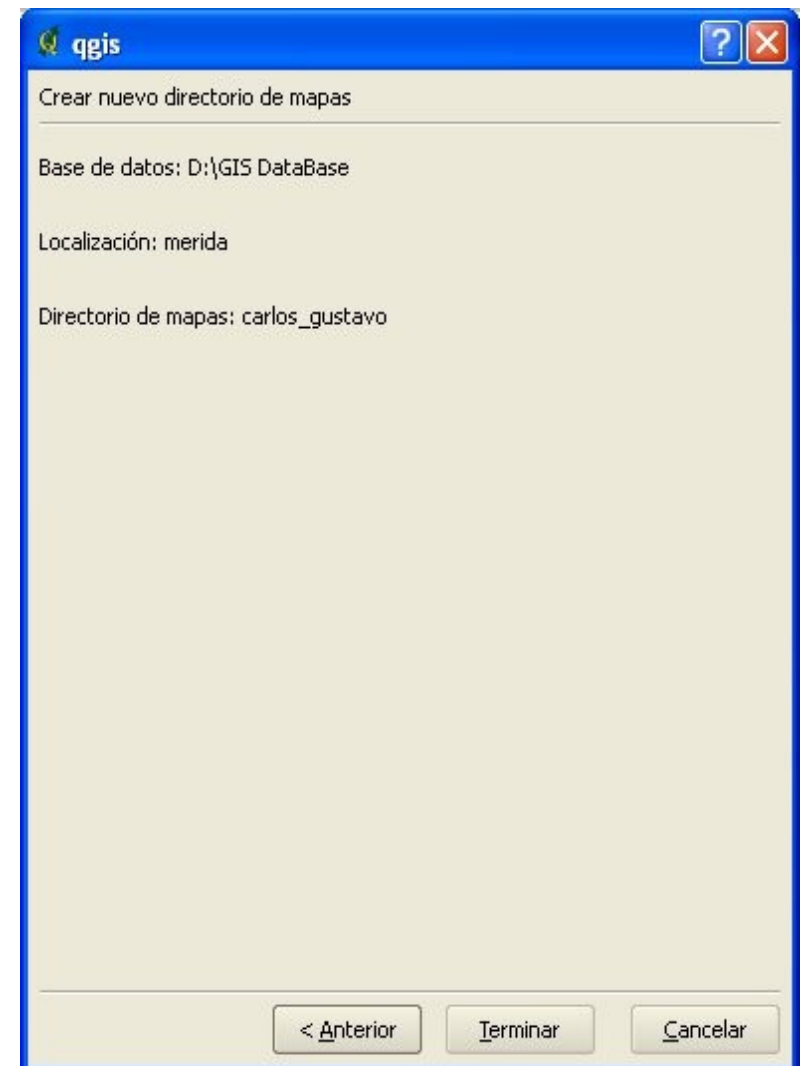 qgis
Crear nuevo directorio de mapas
Base de datos: D:\GIS DataBase
Localización: merida
Directorio de mapas: carlos_gustavo
< Anterior Terminar Cancelar